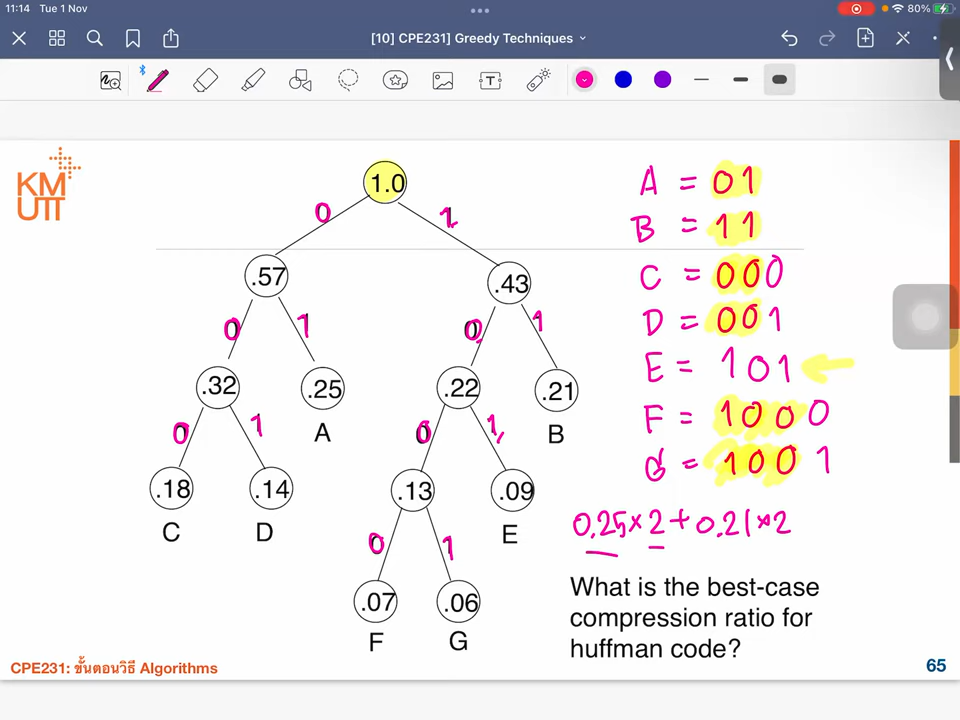 11:14 Tue 1 Nov
80%
[10] CPE231] Greedy Techniques
T
KM
UTT
1.0
0 1
.57 .43
0 1 0 1
.32 .25 .22 .21
A B
0 1 0 1
.18 .14 .13 .09
C D E
0 1
.07 .06
F G
A = 01
B = 11
C = 000
D = 001
E = 101
F = 1000
G = 1001
0.25×2+0.21×2
What is the best-case
compression ratio for
huffman code?
CPE231: ขั้นตอนวิธี Algorithms
65